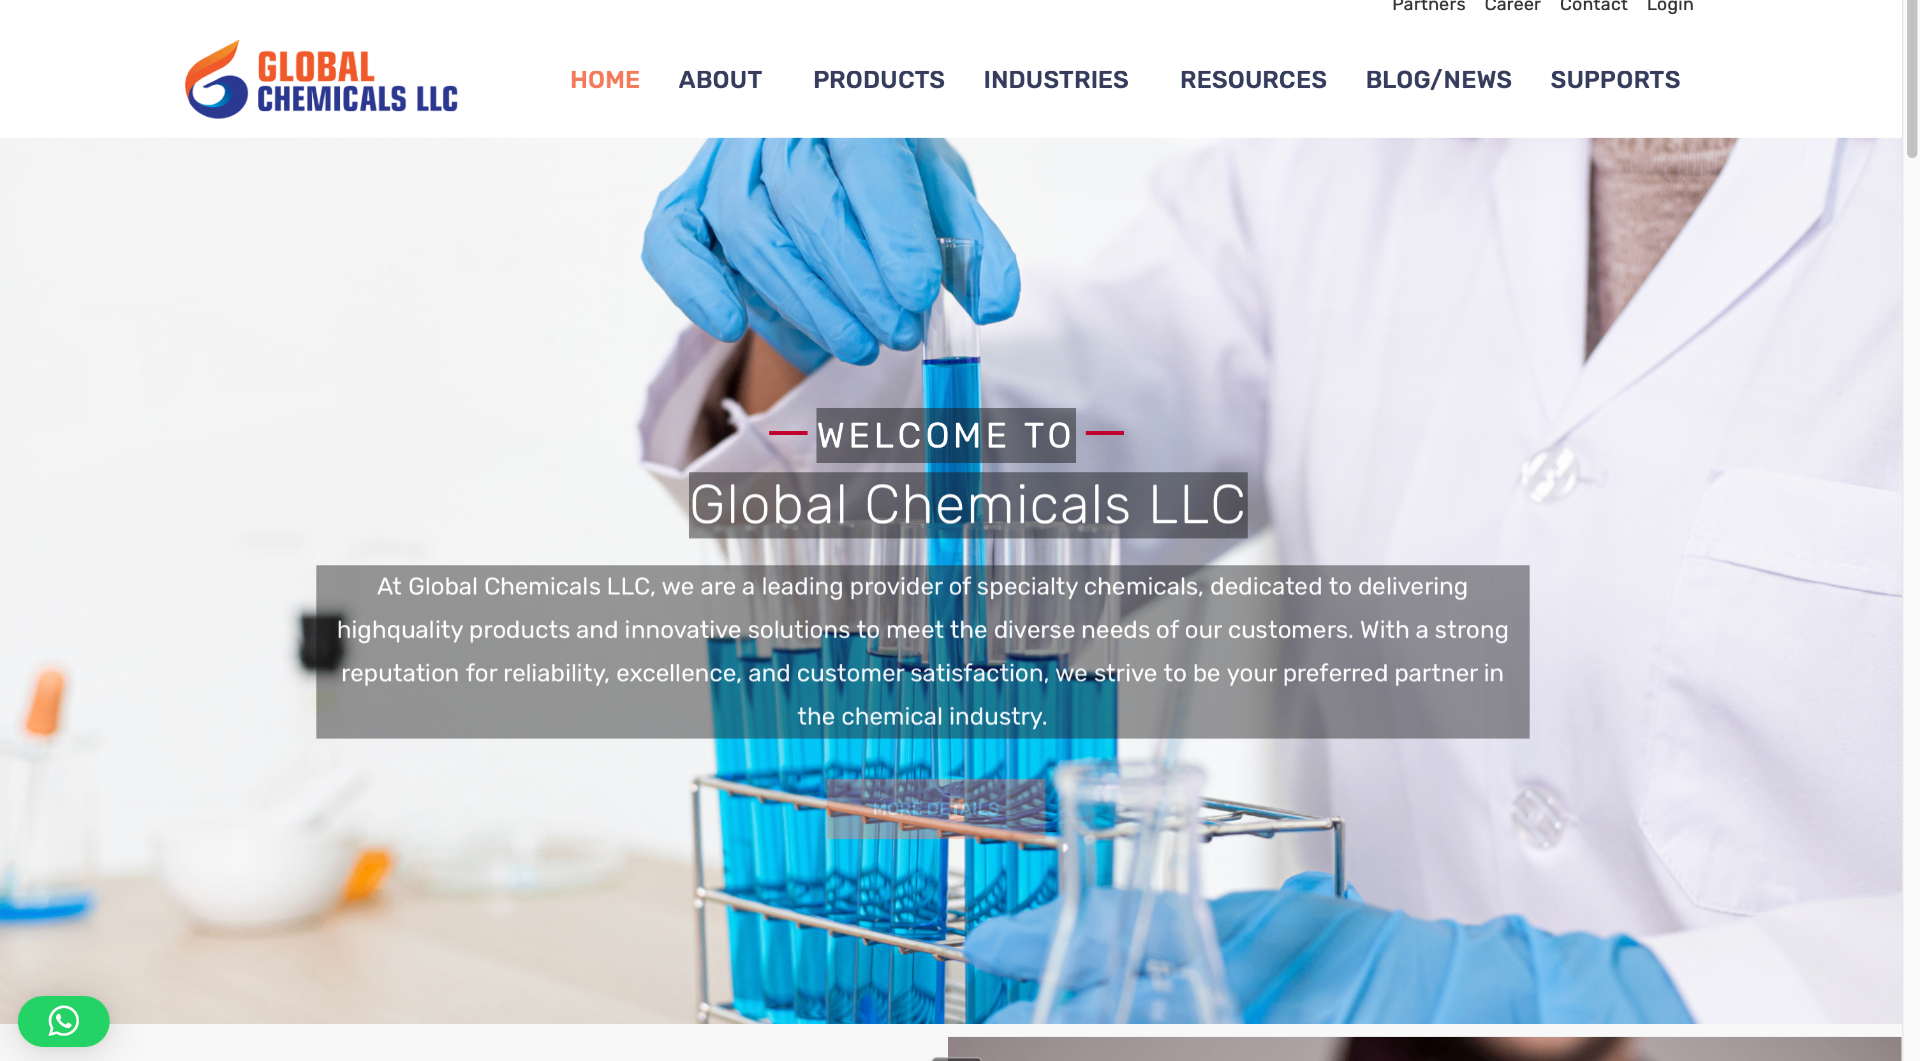 Partners Career Contact Login
GLOBAL
CHEMICALS LLC
HOME ABOUT PRODUCTS INDUSTRIES RESOURCES BLOG/NEWS SUPPORTS
WELCOME TO
Global Chemicals LLC
At Global Chemicals LLC, we are a leading provider of specialty chemicals, dedicated to delivering
highquality products and innovative solutions to meet the diverse needs of our customers. With a strong
reputation for reliability, excellence, and customer satisfaction, we strive to be your preferred partner in
the chemical industry.
MORE DETAILS